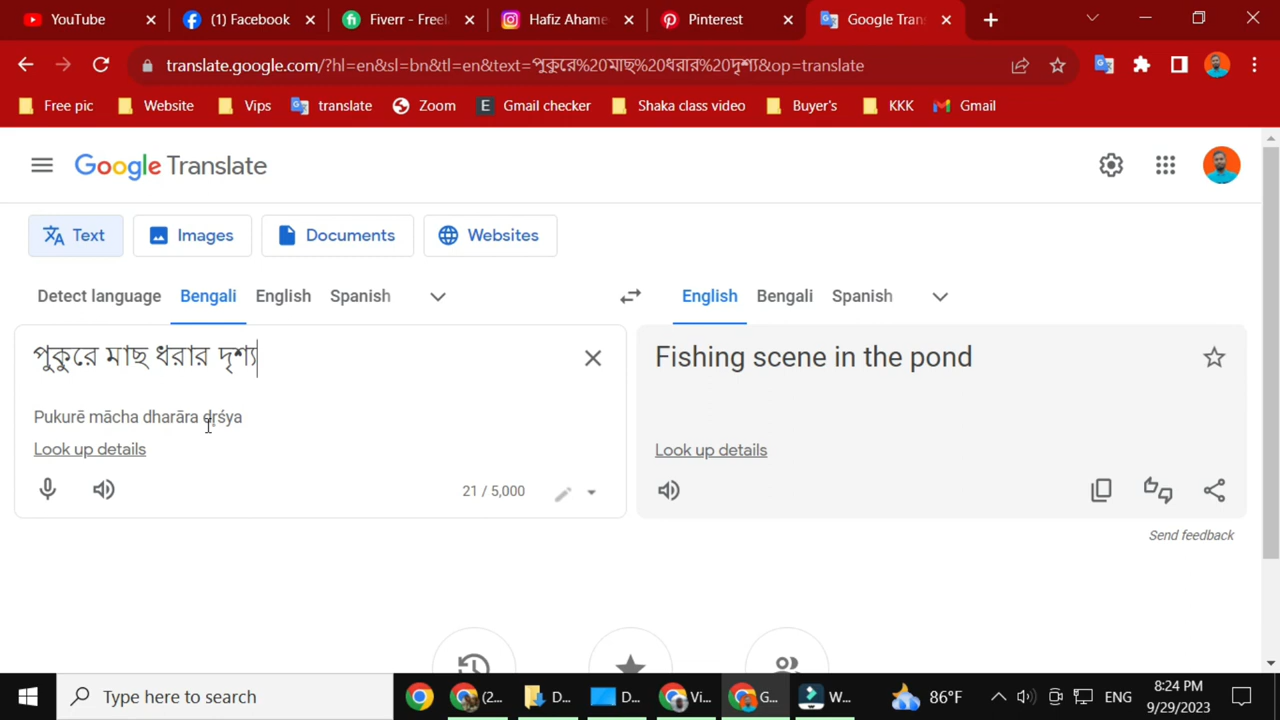 YouTube
(1) Facebook
Fiverr - Freel
Hafiz Ahame
Pinterest
Google Tran
translate.google.com/?hl=en&sl=bn&tl=en&text=পুকুরে%20মাছ%20ধরার%20দৃশ্য&op=translate
Free pic
Website
Vips
translate
Zoom
E
Gmail checker
Shaka class video
Buyer's
KKK
Gmail
Google Translate
Text
Images
Documents
Websites
Detect language
Bengali
English
Spanish
English
Bengali
Spanish
পুকুরে মাছ ধরার দৃশ্য
Fishing scene in the pond
Pukurē mācha dharāra dr̥śya
Look up details
Look up details
21 / 5,000
Send feedback
Type here to search
(2...
D...
D...
Vi...
G...
W...
86°F
ENG
8:24 PM
9/29/2023